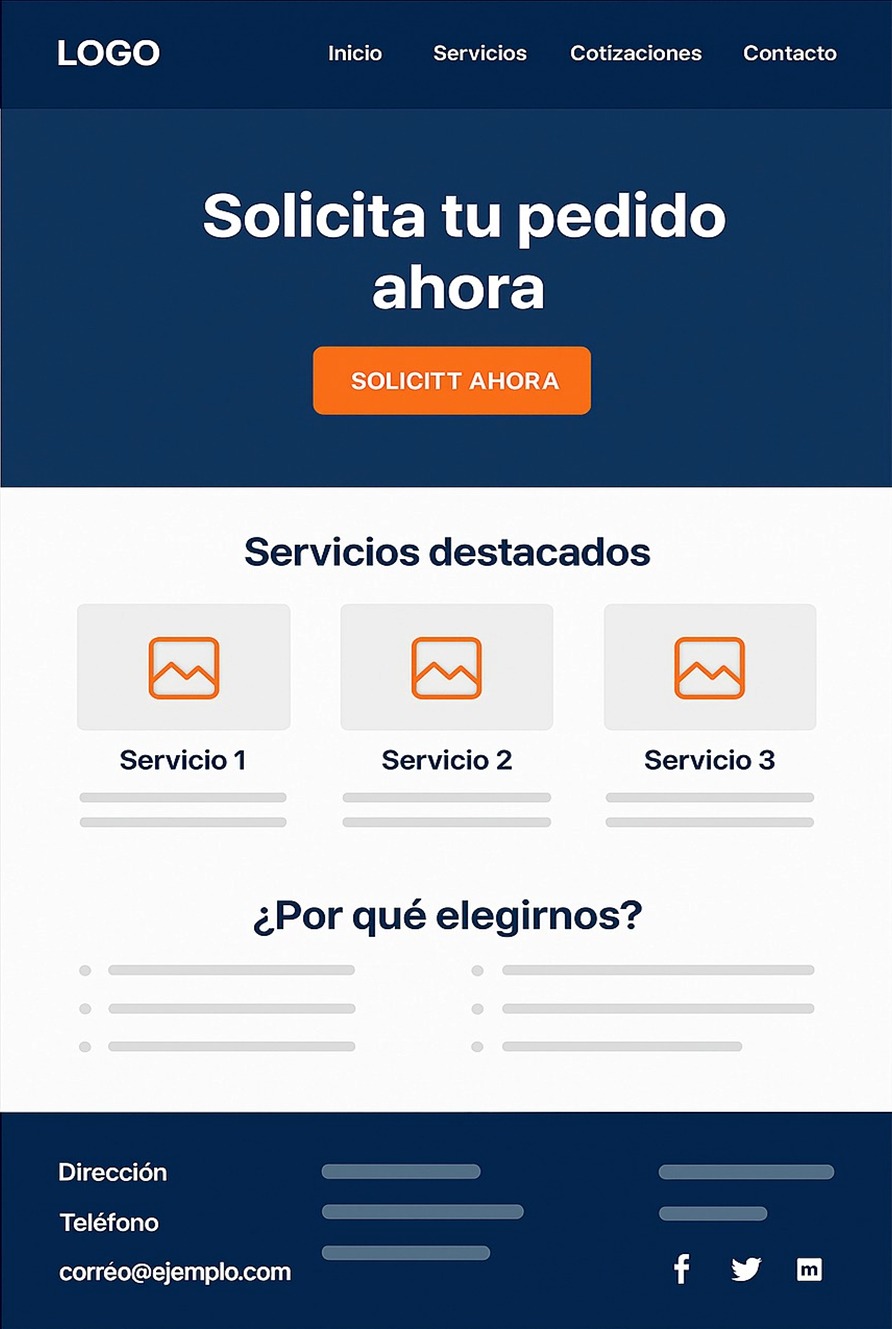 LOGO
Inicio Servicios Cotízaciones Contacto
Solicita tu pedido
ahora
SOLICITT AHORA
Servicios destacados
Servicio 1 Servicio 2 Servicio 3
¿Por qué elegirnos?
Dirección
Teléfono
corréo@ejemplo.com